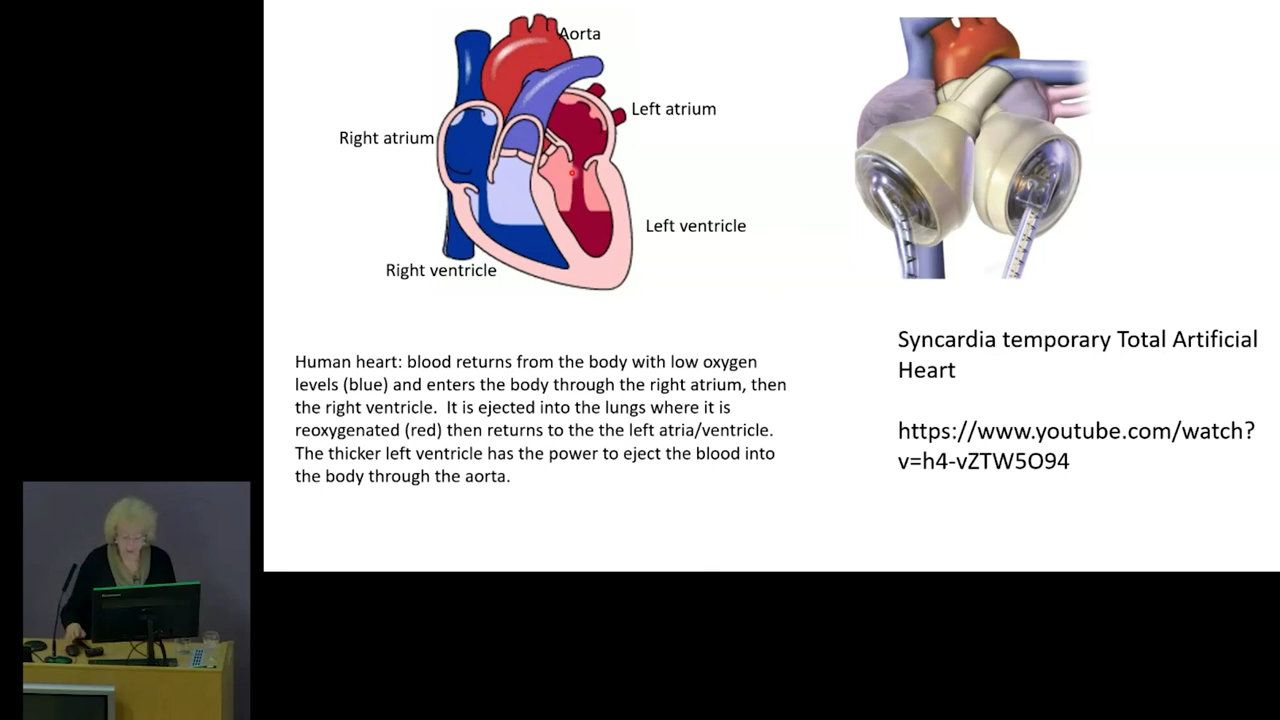 Aorta
Left atrium
Right atrium
Left ventricle
Right ventricle
Human heart: blood returns from the body with low oxygen
levels (blue) and enters the body through the right atrium, then
the right ventricle. It is ejected into the lungs where it is
reoxygenated (red) then returns to the the left atria/ventricle.
The thicker left ventricle has the power to eject the blood into
the body through the aorta.
Syncardia temporary Total Artificial
Heart
https://www.youtube.com/watch?
v=h4-vZTW5O94